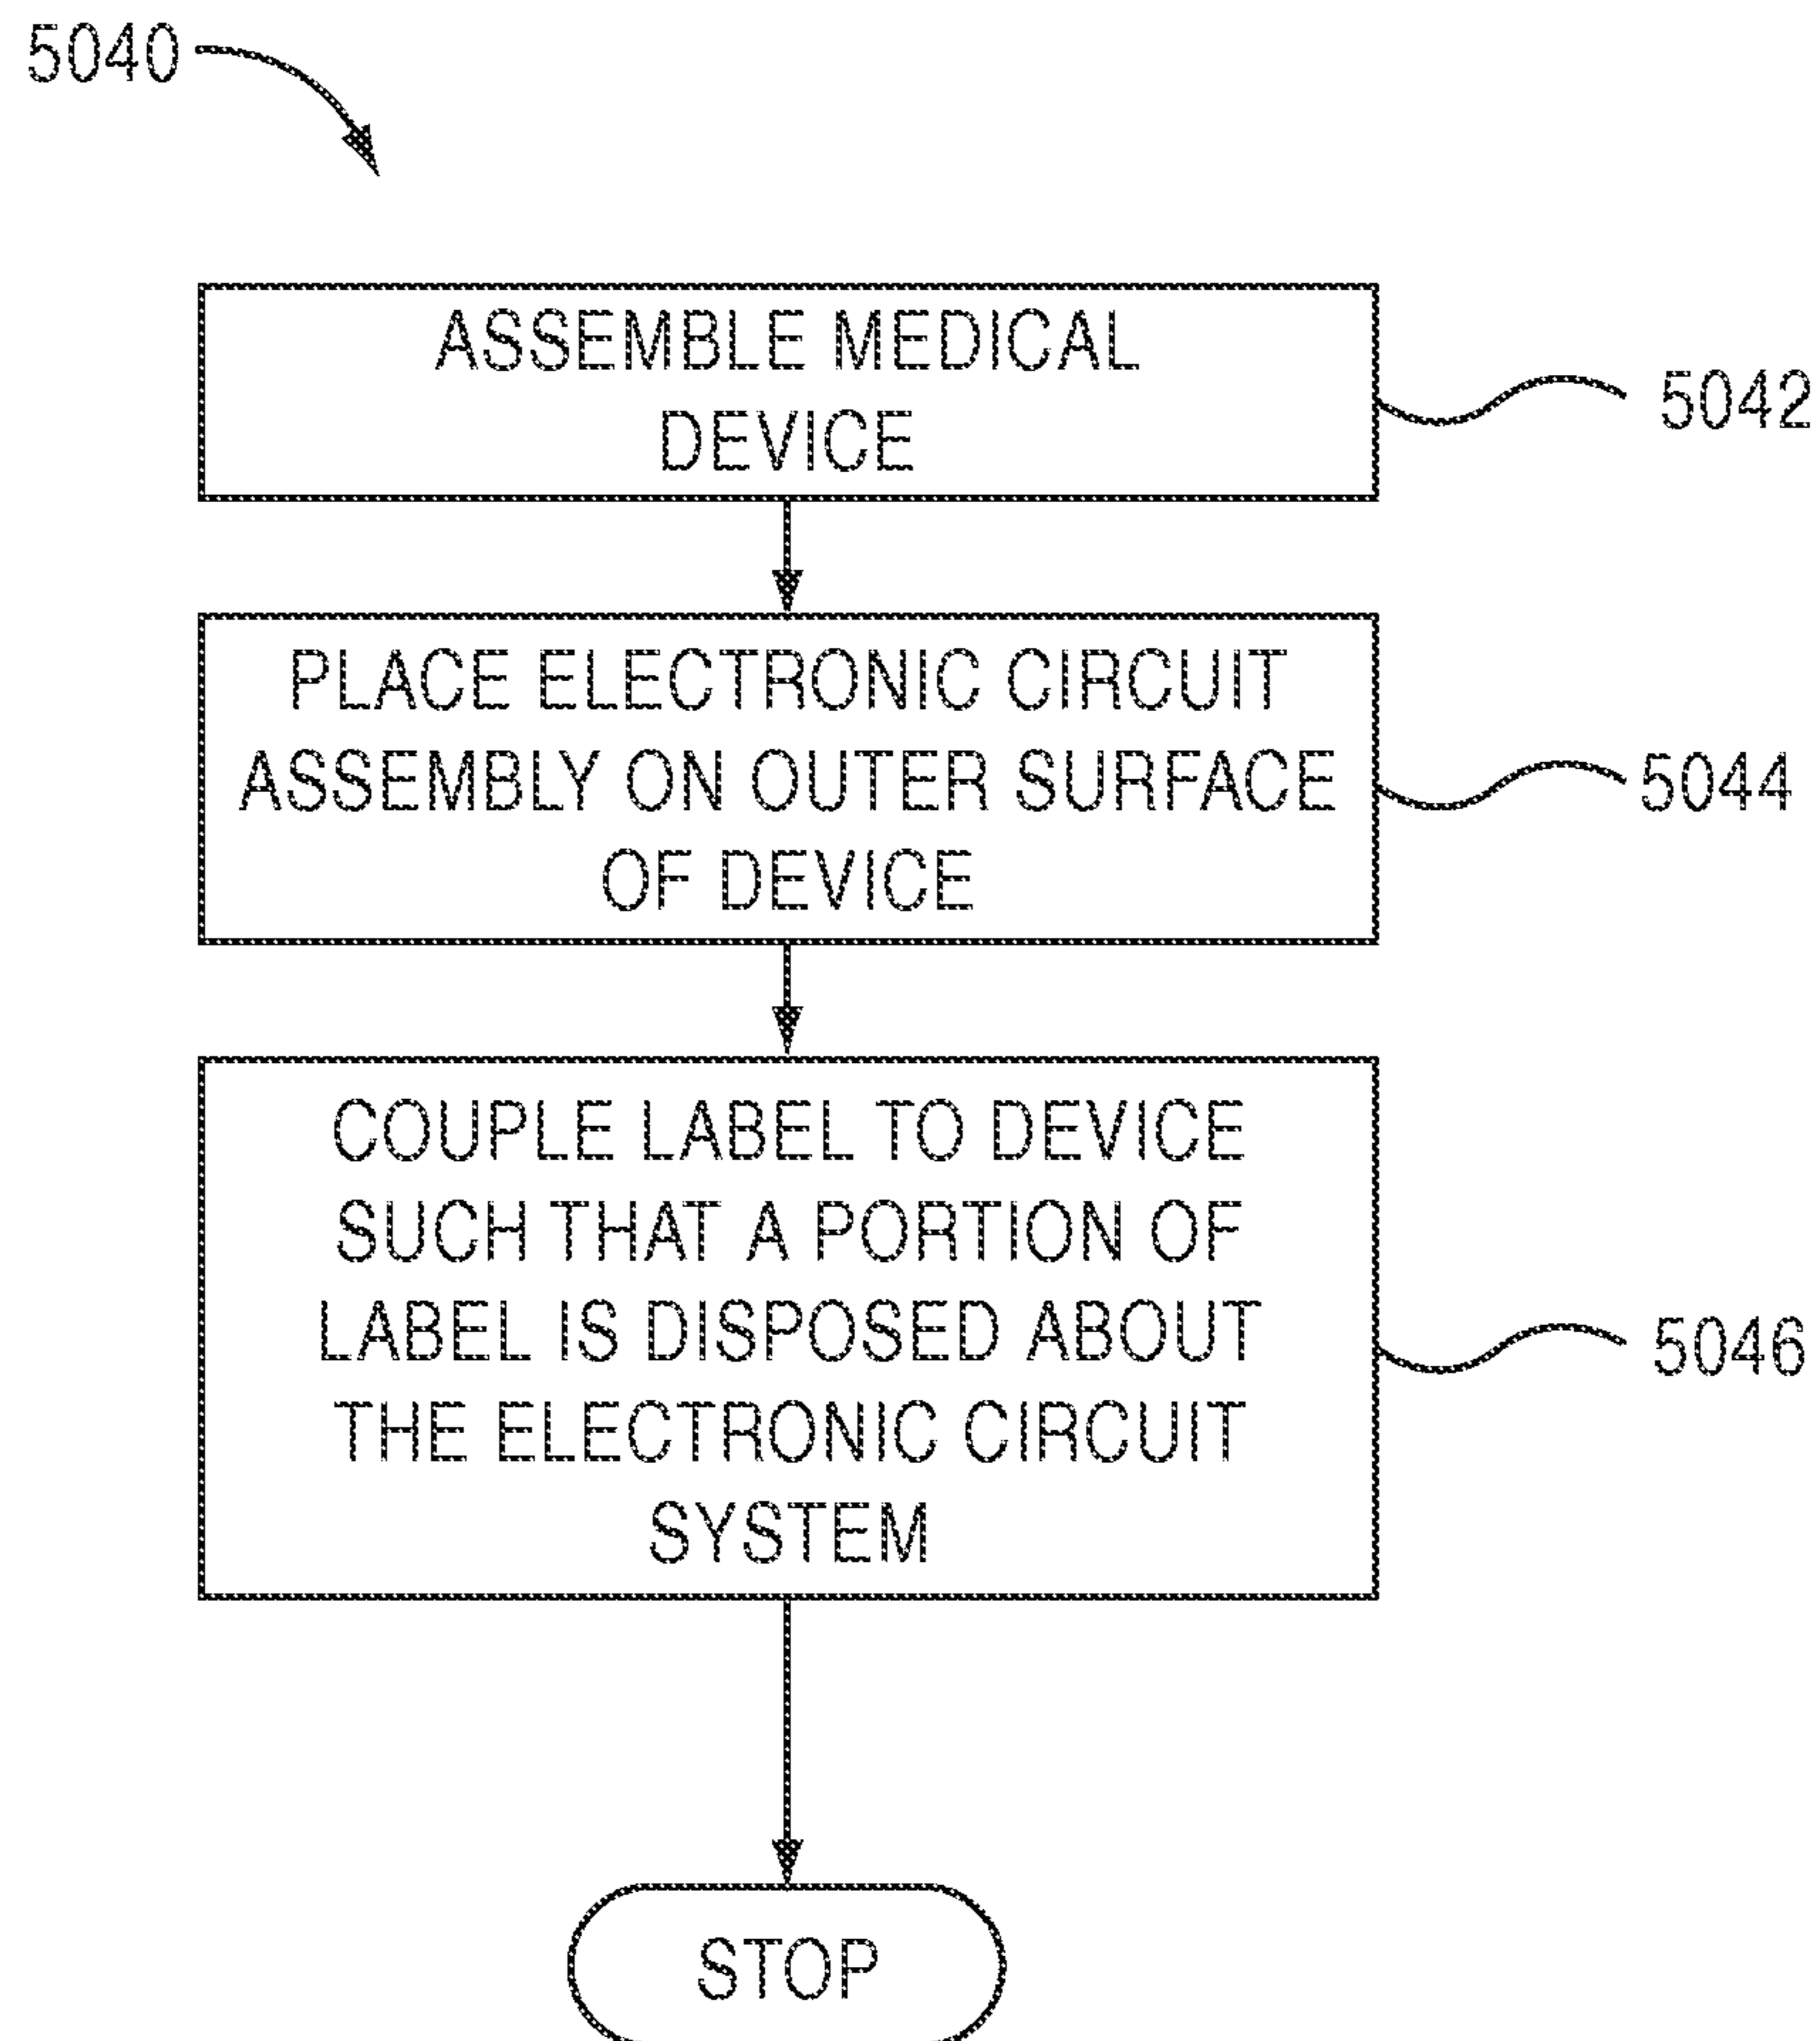 5040
ASSEMBLE MEDICAL
DEVICE
5042
PLACE ELECTRONIC CIRCUIT
ASSEMBLY ON OUTER SURFACE
OF DEVICE
5044
COUPLE LABEL TO DEVICE
SUCH THAT A PORTION OF
LABEL IS DISPOSED ABOUT
THE ELECTRONIC CIRCUIT
SYSTEM
5046
STOP